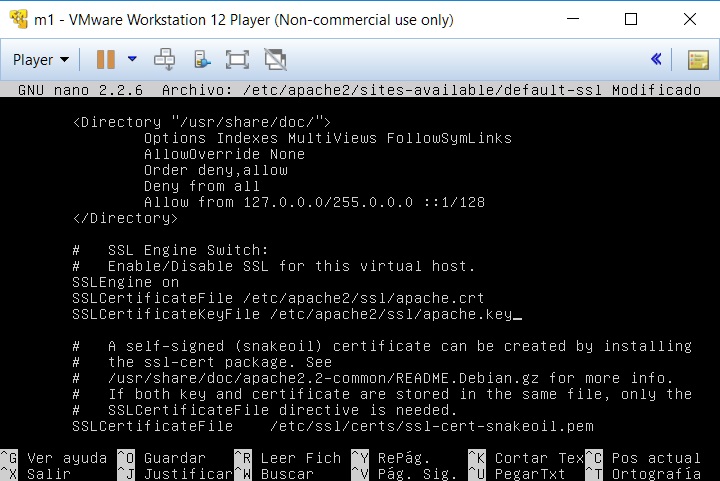 m1 - VMware Workstation 12 Player (Non-commercial use only)
Player
GNU nano 2.2.6 Archivo: /etc/apache2/sites-available/default-ssl Modificado
<Directory "/usr/share/doc/">
Options Indexes MultiViews FollowSymLinks
AllowOverride None
Order deny,allow
Deny from all
Allow from 127.0.0.0/255.0.0.0 ::1/128
</Directory>
#   SSL Engine Switch:
#   Enable/Disable SSL for this virtual host.
SSLEngine on
SSLCertificateFile /etc/apache2/ssl/apache.crt
SSLCertificateKeyFile /etc/apache2/ssl/apache.key
#   A self-signed (snakeoil) certificate can be created by installing
#   the ssl-cert package. See
#   /usr/share/doc/apache2.2-common/README.Debian.gz for more info.
#   If both key and certificate are stored in the same file, only the
#   SSLCertificateFile directive is needed.
SSLCertificateFile    /etc/ssl/certs/ssl-cert-snakeoil.pem
^G Ver ayuda ^O Guardar ^R Leer Fich ^Y RePág. ^K Cortar Tex ^C Pos actual
^X Salir ^J Justificar ^W Buscar ^V Pág. Sig. ^U PegarTxt ^T Ortografía